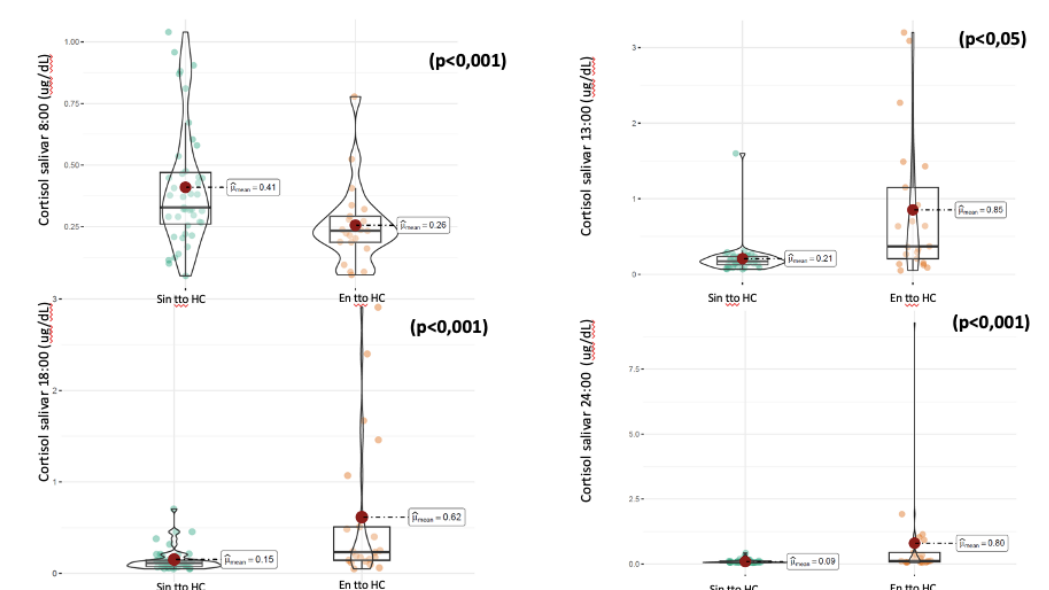 Cortisol salivar 8:00 (ug/dL)
1.00
0.75
0.50
0.25
(p<0,001)
μ̂mean = 0.41
μ̂mean = 0.26
Sin tto HC
En tto HC
Cortisol salivar 13:00 (ug/dL)
3
2
1
0
(p<0,05)
μ̂mean = 0.21
μ̂mean = 0.85
Sin tto HC
En tto HC
Cortisol salivar 18:00 (ug/dL)
3
2
1
0
(p<0,001)
μ̂mean = 0.15
μ̂mean = 0.62
Sin tto HC
En tto HC
Cortisol salivar 24:00 (ug/dL)
7.5
5.0
2.5
0.0
(p<0,001)
μ̂mean = 0.09
μ̂mean = 0.80
Sin tto HC
En tto HC